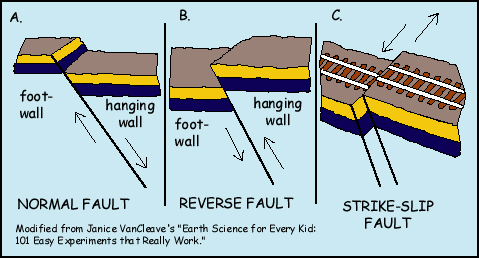 A.
foot-
wall
hanging
wall
NORMAL FAULT
B.
foot-
wall
hanging
wall
REVERSE FAULT
C.
STRIKE-SLIP
FAULT
Modified from Janice VanCleave's "Earth Science for Every Kid:
101 Easy Experiments that Really Work."